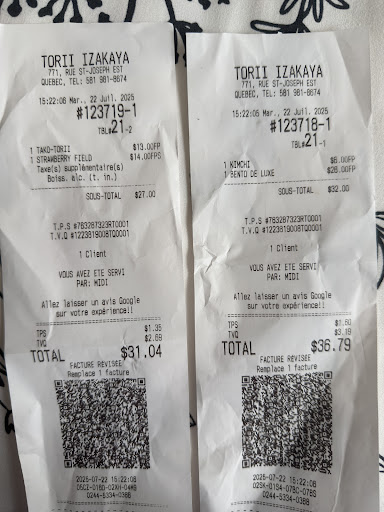 TORII IZAKAYA
771, RUE ST-JOSEPH EST
QUEBEC, TEL: 581 981-8674
15:22:06 Mar., 22 Juil. 2025
#123719-1
TBL#21-2
1 TAKO-TORII $13.00FP
1 STRAWBERRY FIELD $14.00FPS
Taxe(s) supplémentaire(s)
Boiss. alc. (t. in.)
SOUS-TOTAL $27.00
T.P.S #763287323RT0001
T.V.Q #1223819008TQ0001
1 Client
VOUS AVEZ ETE SERVI
PAR: MIDI
Allez laisser un avis Google
sur votre expérience!!
TPS $1.35
TVQ $2.69
TOTAL $31.04
FACTURE REVISEE
Remplace 1 facture
2025-07-22 15:22:06
0244-5334-0388
TORII IZAKAYA
771, RUE ST-JOSEPH EST
QUEBEC, TEL: 581 981-8674
15:22:05 Mar., 22 Juil. 2025
#123718-1
TBL#21-1
1 KIMCHI $6.00FP
1 BENTO DE LUXE $26.00FP
SOUS-TOTAL $32.00
T.P.S #763287323RT0001
T.V.Q #1223819008TQ0001
1 Client
VOUS AVEZ ETE SERVI
PAR: MIDI
Allez laisser un avis Google
sur votre expérience!!
TPS $1.60
TVQ $3.19
TOTAL $36.79
FACTURE REVISEE
Remplace 1 facture
2025-07-22 15:22:06
0244-5334-0388